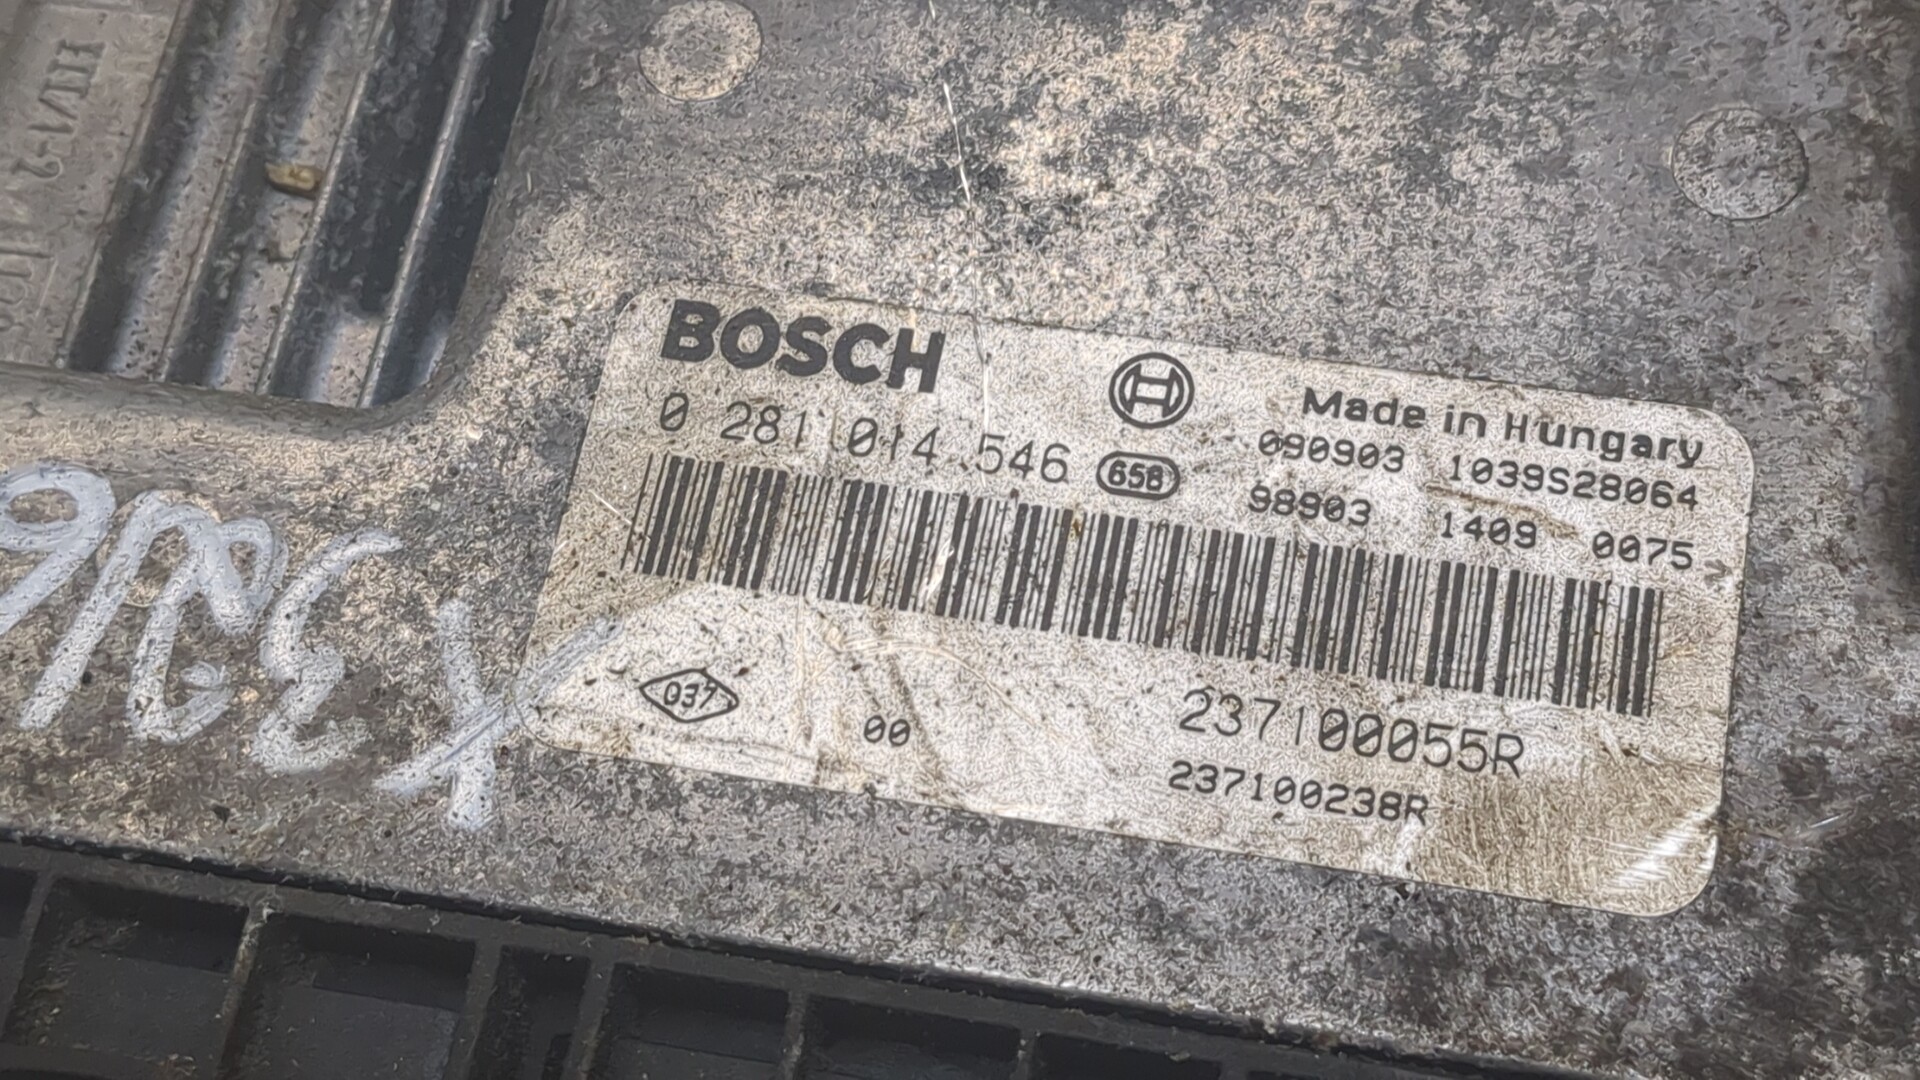 BOSCH
Made in Hungary
0 281 014 546
658
090903 1039S28064
98903 1409 0075
037
00
237100055R
237100238R